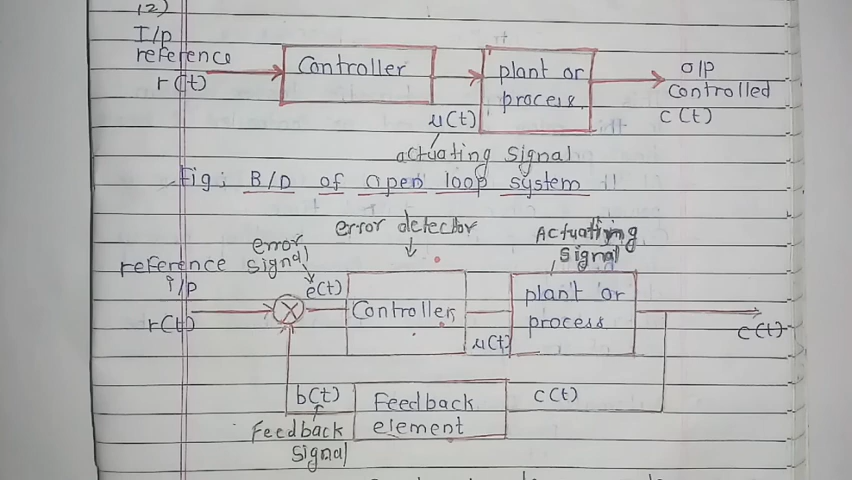 12)
I/p
reference
r(t)
Controller
plant or
process
u(t)
O/P
controlled
c(t)
actuating signal
Fig: B/D of open loop system
error detector
error
signal
e(t)
Actuating
signal
reference
i/p
r(t)
X
Controller
u(t)
plant or
process
c(t)
b(t)
Feedback
element
c(t)
Feedback
signal